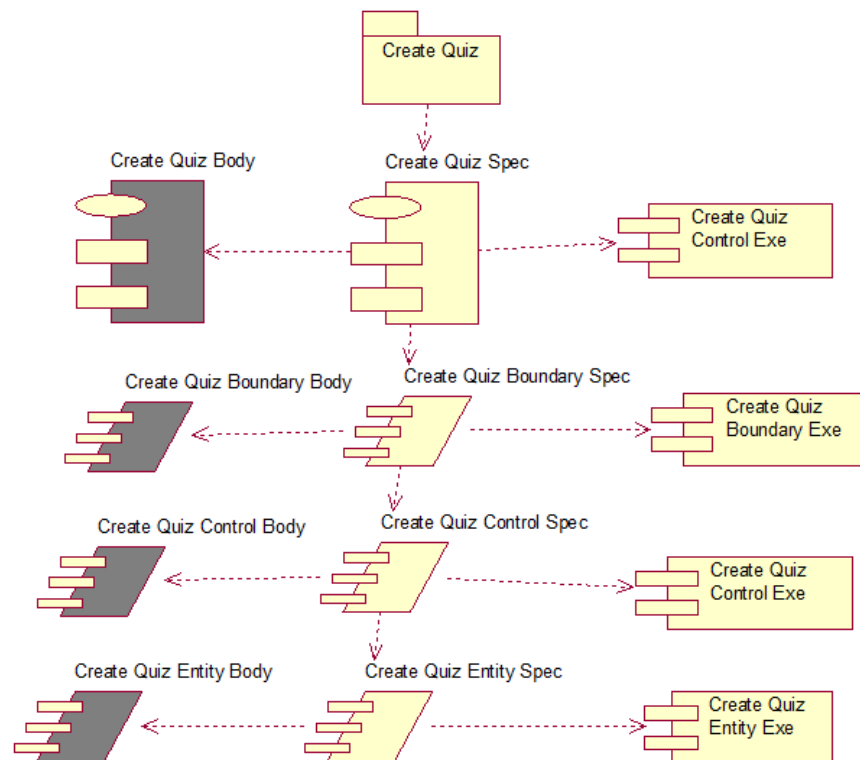 Create Quiz
Create Quiz Body
Create Quiz Spec
Create Quiz
Control Exe
Create Quiz Boundary Body
Create Quiz Boundary Spec
Create Quiz
Boundary Exe
Create Quiz Control Body
Create Quiz Control Spec
Create Quiz
Control Exe
Create Quiz Entity Body
Create Quiz Entity Spec
Create Quiz
Entity Exe